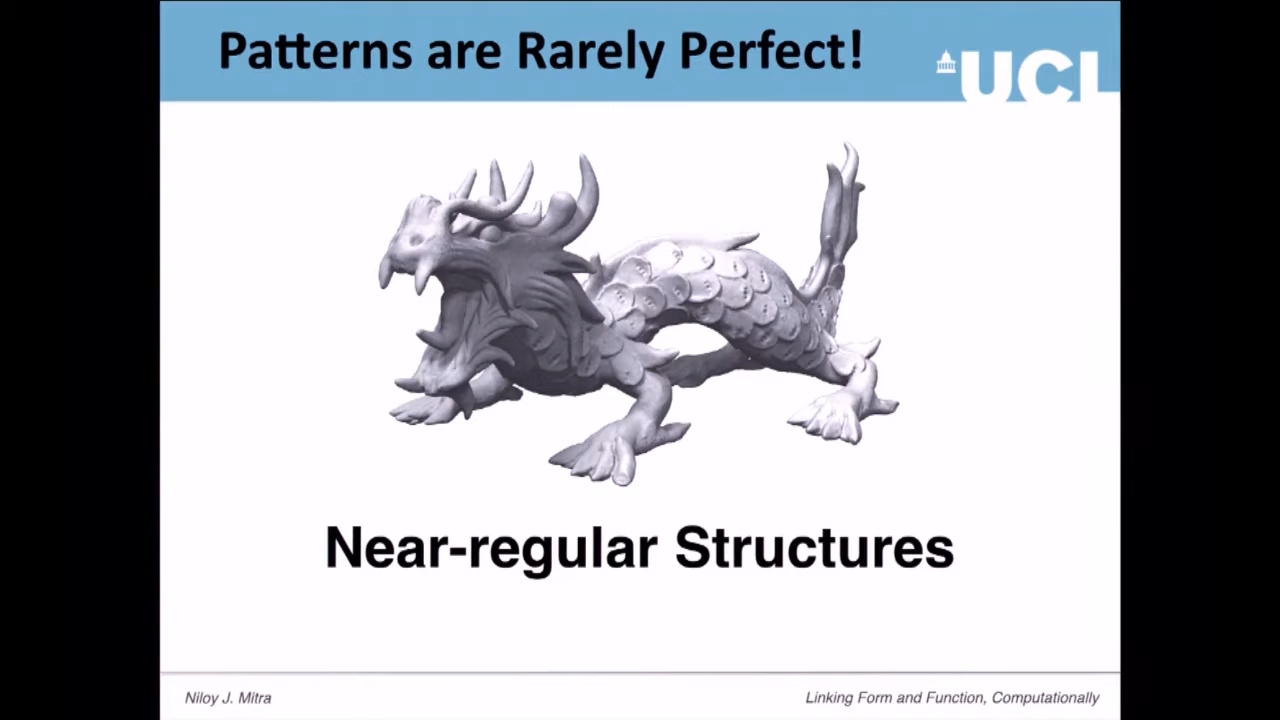 Patterns are Rarely Perfect!
UCL
Near-regular Structures
Niloy J. Mitra
Linking Form and Function, Computationally